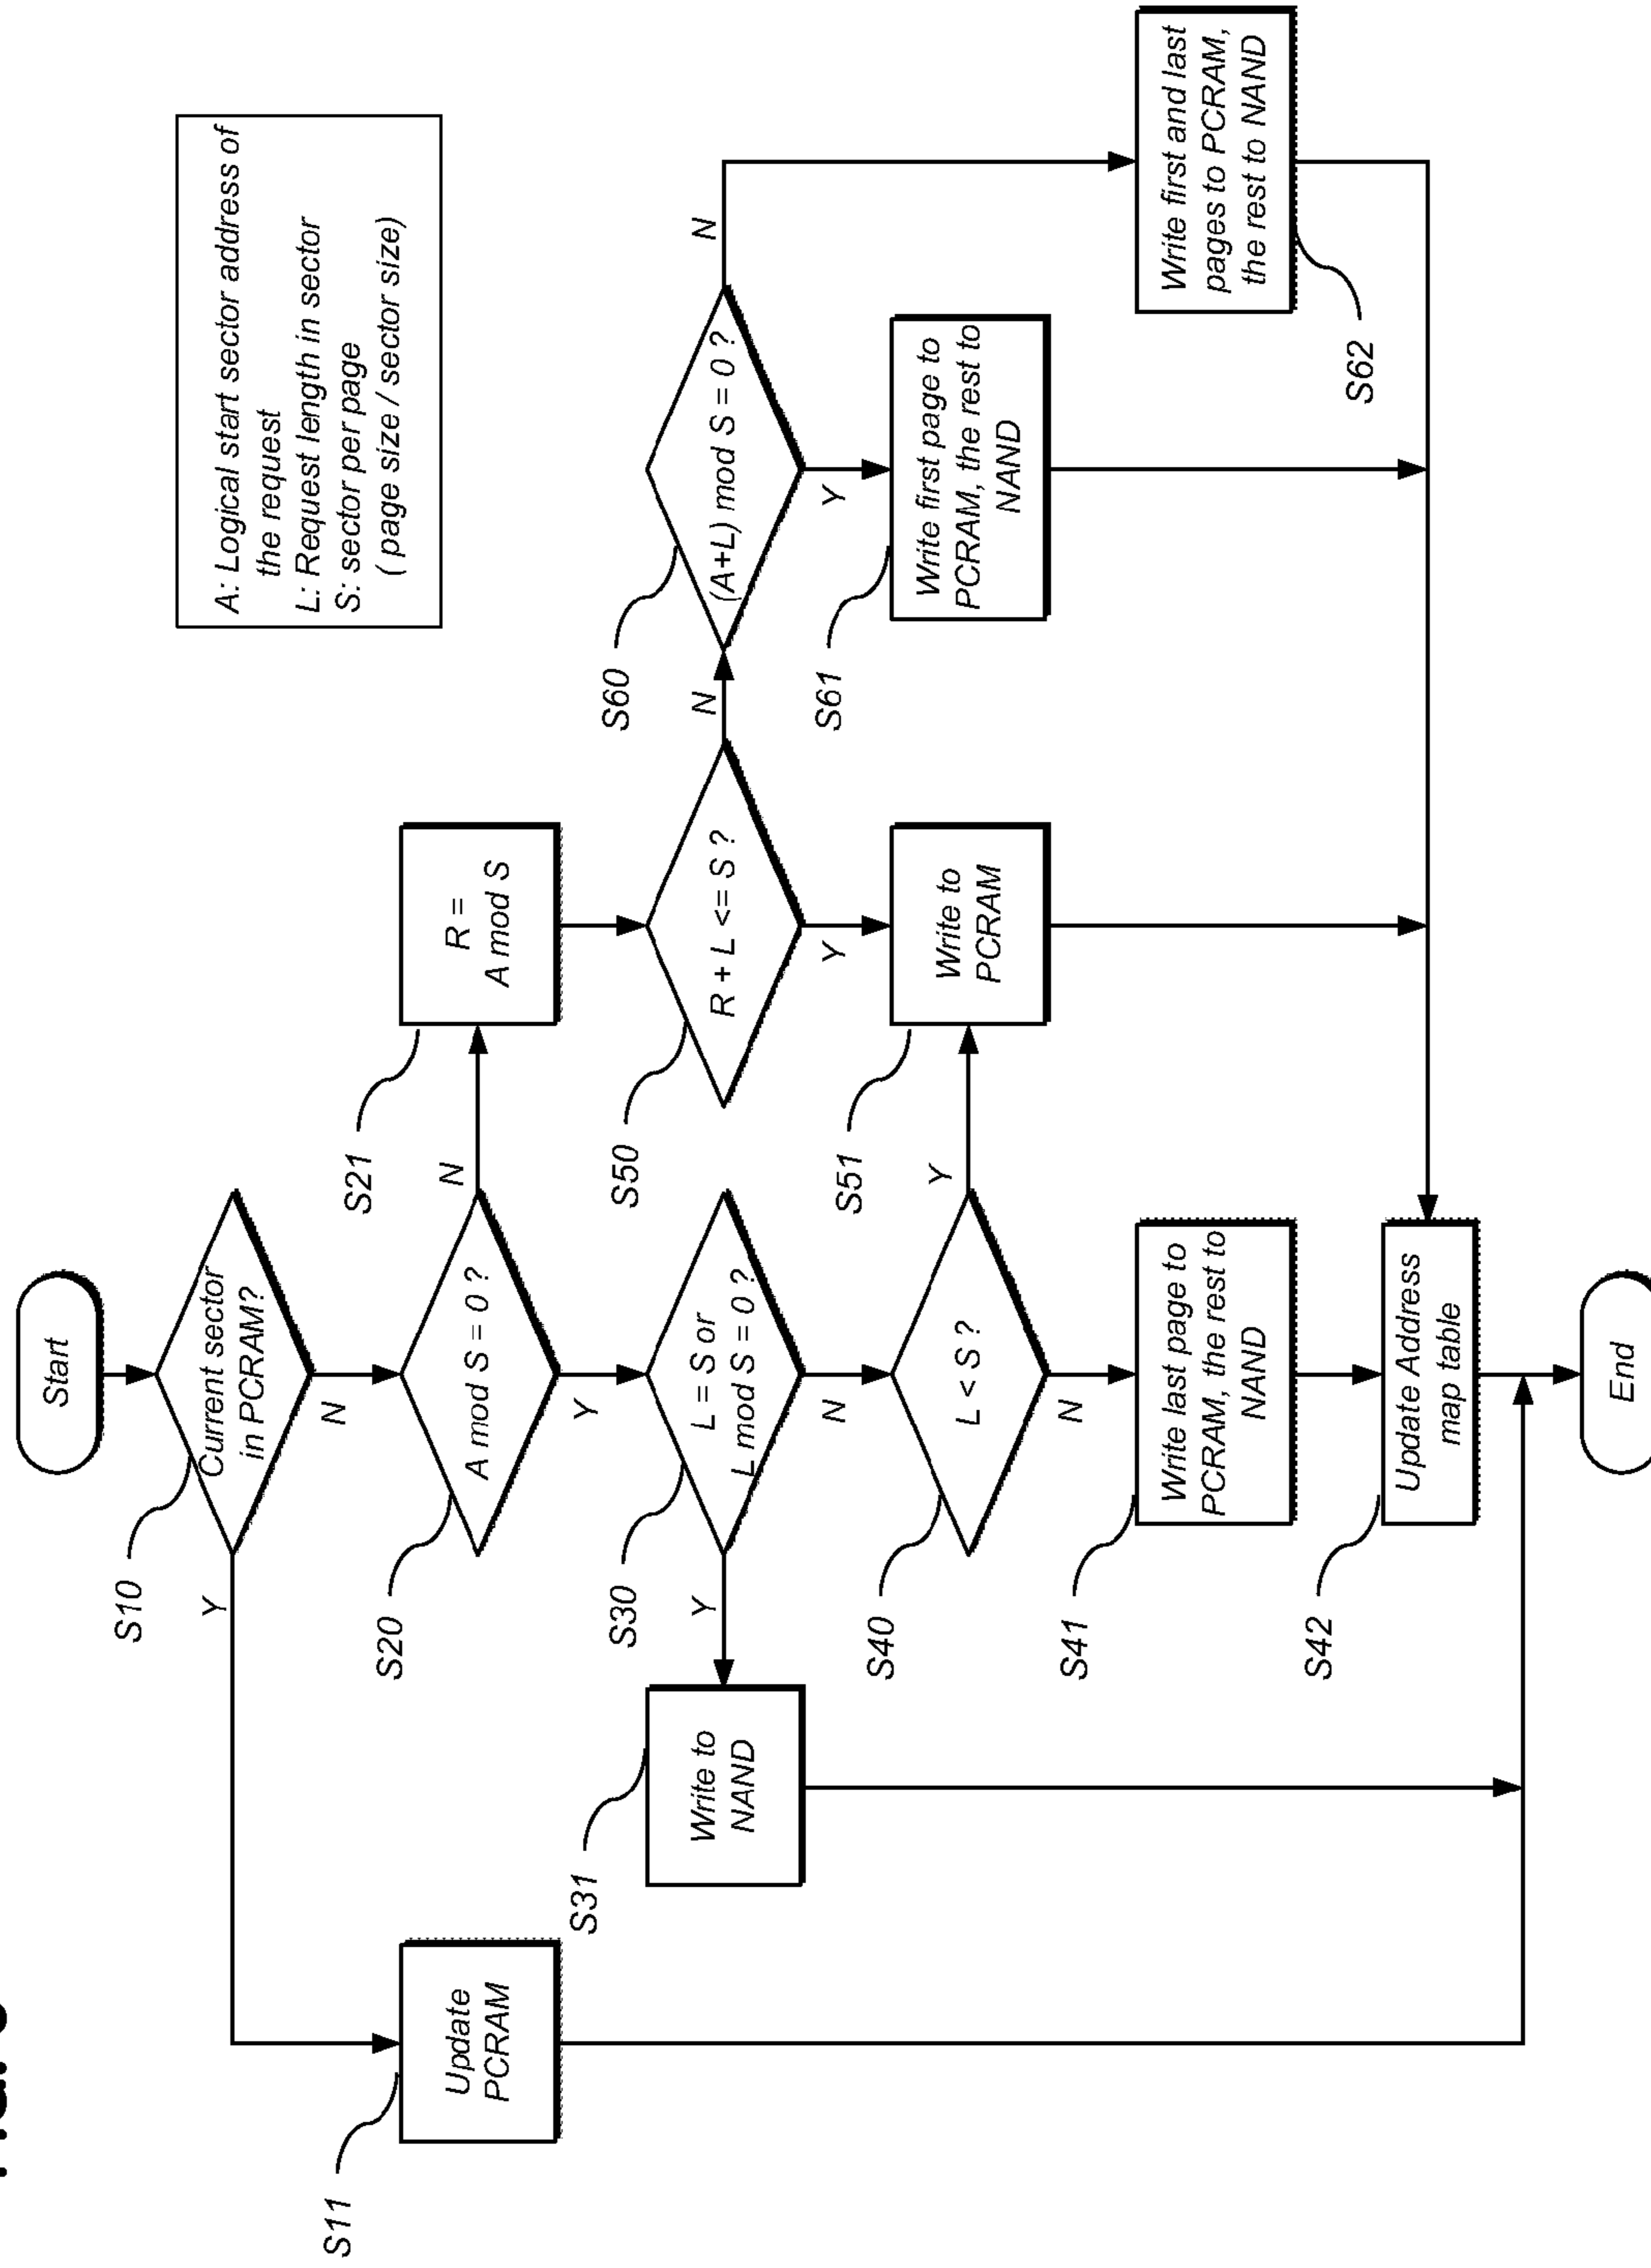 Start
S10
Current sector
in PCRAM?
Y
N
S11
Update
PCRAM
S20
A mod S = 0 ?
N
Y
S21
R =
A mod S
A: Logical start sector address of
the request
L: Request length in sector
S: sector per page
( page size / sector size)
S30
L = S or
L mod S = 0 ?
Y
N
S31
Write to
NAND
S50
R + L <= S ?
N
Y
S60
(A+L) mod S = 0 ?
N
Y
S40
L < S ?
Y
N
S51
Write to
PCRAM
S61
Write first page to
PCRAM, the rest to
NAND
S41
Write last page to
PCRAM, the rest to
NAND
S62
Write first and last
pages to PCRAM,
the rest to NAND
S42
Update Address
map table
End